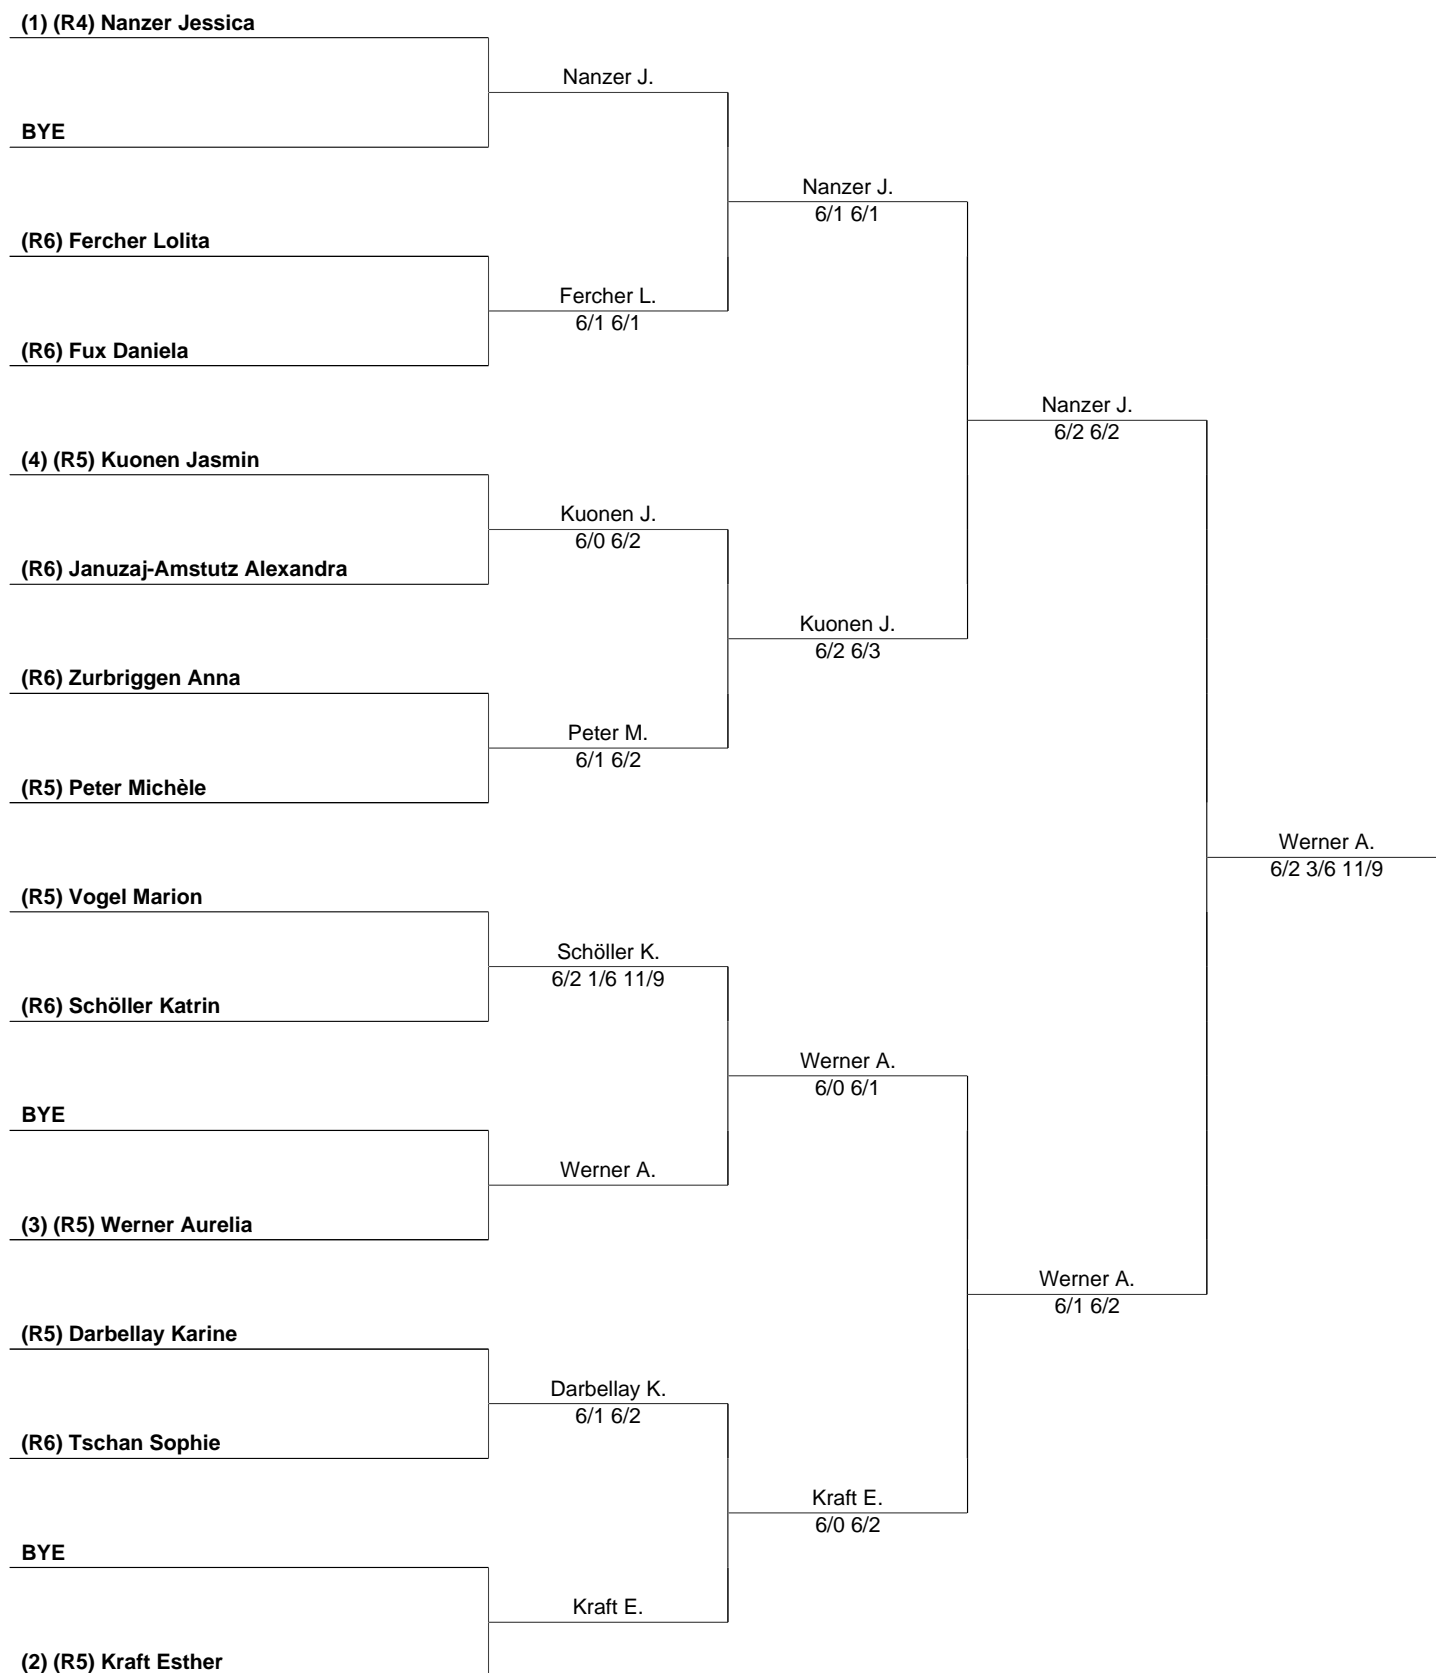 (1) (R4) Nanzer Jessica
Nanzer J.
BYE
Nanzer J.
6/1 6/1
(R6) Fercher Lolita
Fercher L.
6/1 6/1
(R6) Fux Daniela
Nanzer J.
6/2 6/2
(4) (R5) Kuonen Jasmin
Kuonen J.
6/0 6/2
(R6) Januzaj-Amstutz Alexandra
Kuonen J.
6/2 6/3
(R6) Zurbriggen Anna
Peter M.
6/1 6/2
(R5) Peter Michèle
Werner A.
6/2 3/6 11/9
(R5) Vogel Marion
Schöller K.
6/2 1/6 11/9
(R6) Schöller Katrin
Werner A.
6/0 6/1
BYE
Werner A.
(3) (R5) Werner Aurelia
Werner A.
6/1 6/2
(R5) Darbellay Karine
Darbellay K.
6/1 6/2
(R6) Tschan Sophie
Kraft E.
6/0 6/2
BYE
Kraft E.
(2) (R5) Kraft Esther